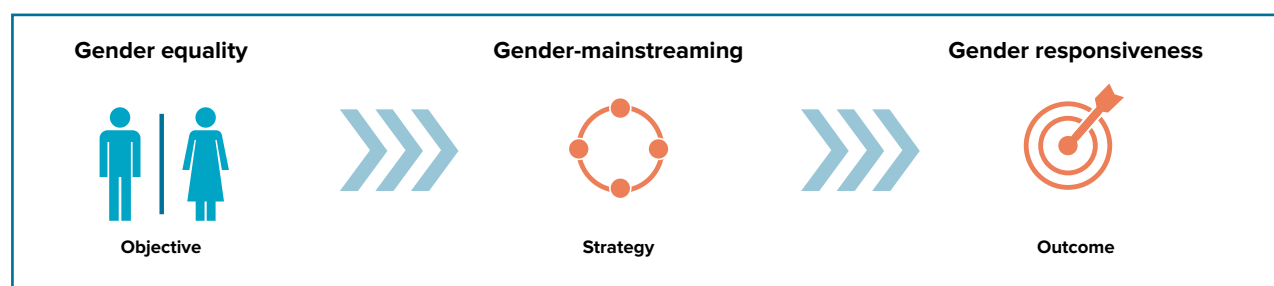 Gender equality
Gender-mainstreaming
Gender responsiveness
Objective
Strategy
Outcome